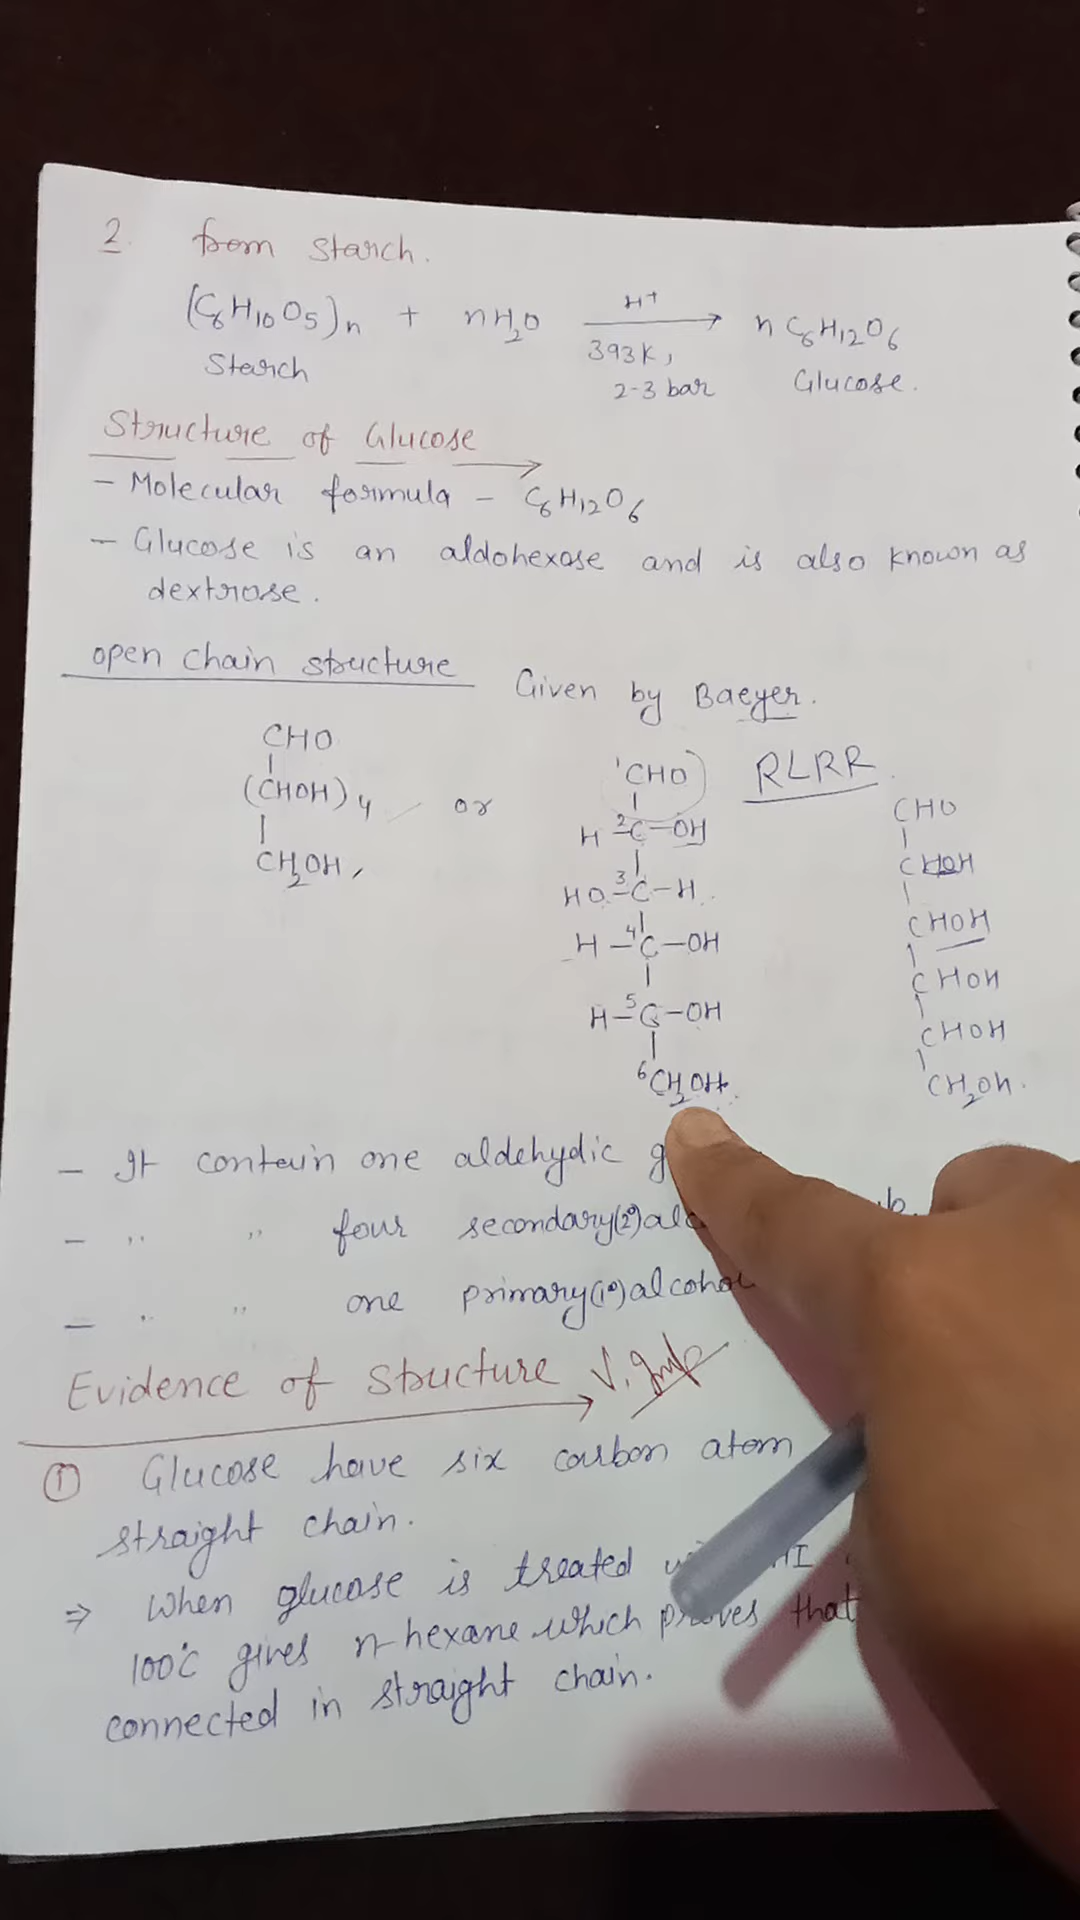 2. from starch.
(C6H10O5)n + nH2O H+ → n C6H12O6
Starch 393K, 2-3 bar Glucose.
Structure of Glucose
- Molecular formula - C6H12O6
- Glucose is an aldohexose and is also known as
dextrose.
open chain structure Given by Baeyer.
CHO
(CHOH)4
CH2OH,
or
1CHO
H-2C-OH
HO-3C-H.
H-4C-OH
H-5C-OH
6CH2OH.
RLRR
CHO
CHOH
CHOH
CHOH
CHOH
CH2OH.
- It contain one aldehydic
- " " four secondary(2°)
- " " one primary(1°)
Evidence of structure V. Imp
① Glucose have six carbon atom
straight chain.
⇒ When glucose is treated
100°C gives n-hexane which proves that
connected in straight chain.